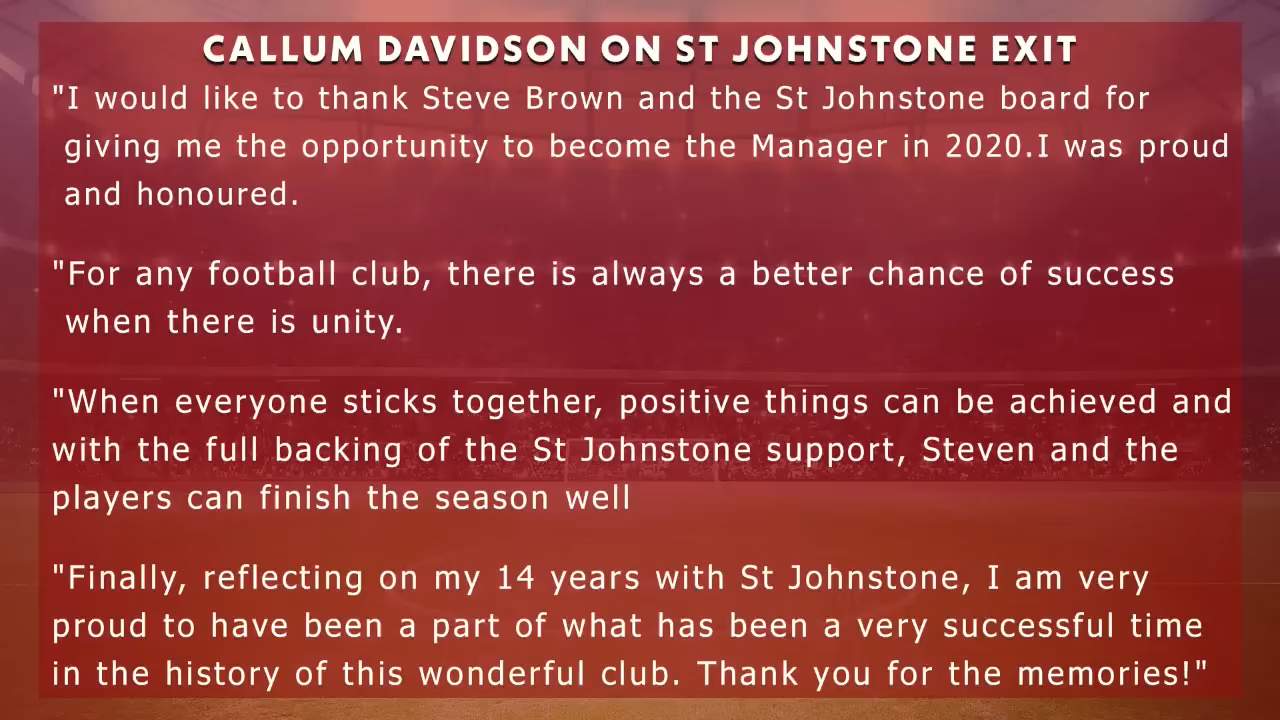 CALLUM DAVIDSON ON ST JOHNSTONE EXIT
"I would like to thank Steve Brown and the St Johnstone board for
giving me the opportunity to become the Manager in 2020.I was proud
and honoured.
"For any football club, there is always a better chance of success
when there is unity.
"When everyone sticks together, positive things can be achieved and
with the full backing of the St Johnstone support, Steven and the
players can finish the season well
"Finally, reflecting on my 14 years with St Johnstone, I am very
proud to have been a part of what has been a very successful time
in the history of this wonderful club. Thank you for the memories!"